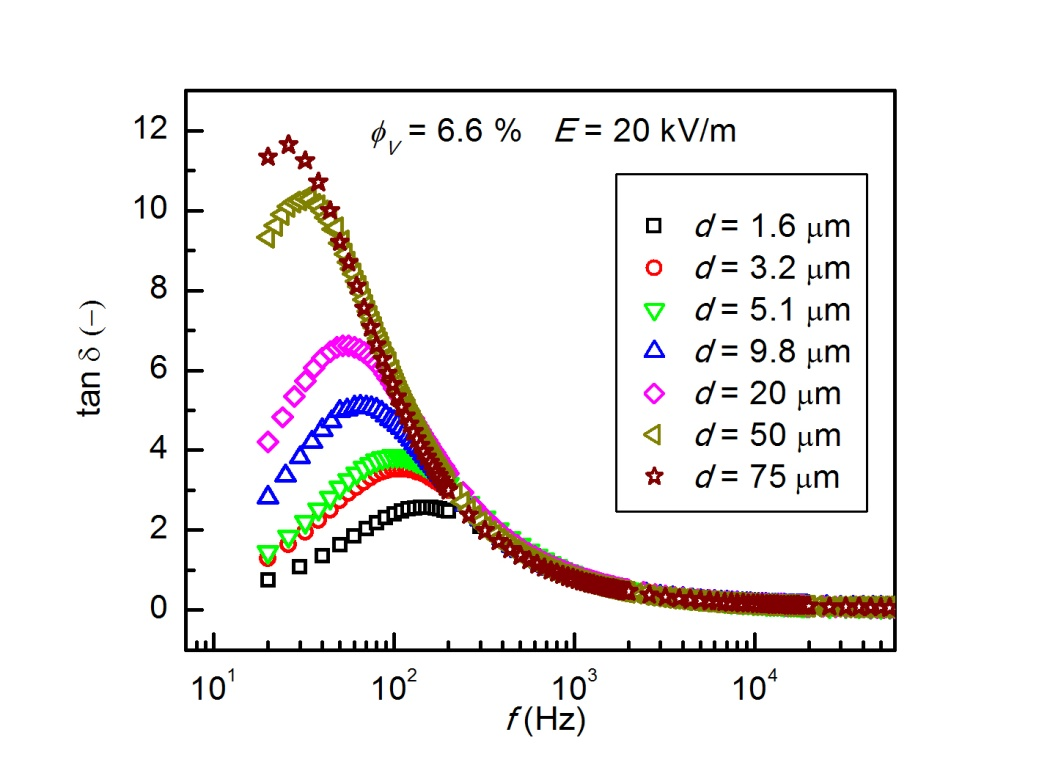 ϕV = 6.6 % E = 20 kV/m
12
10
8
6
4
2
0
tan δ (−)
d = 1.6 μm
d = 3.2 μm
d = 5.1 μm
d = 9.8 μm
d = 20 μm
d = 50 μm
d = 75 μm
10¹ 10² 10³ 10⁴
f (Hz)